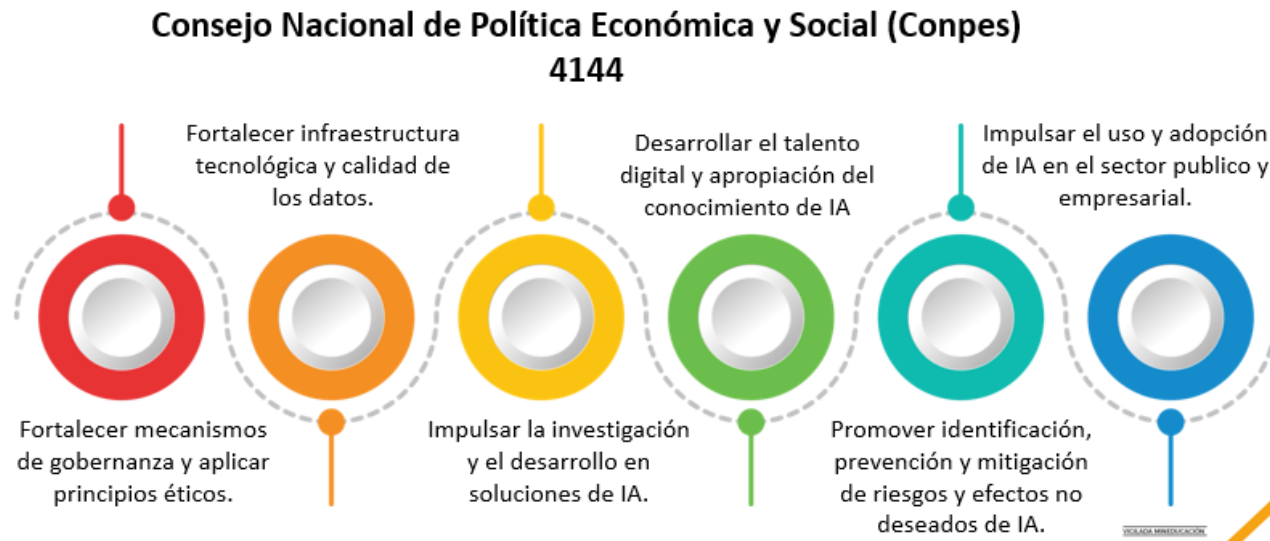 Consejo Nacional de Política Económica y Social (Conpes)
4144
Fortalecer mecanismos
de gobernanza y aplicar
principios éticos.
Fortalecer infraestructura
tecnológica y calidad de
los datos.
Impulsar la investigación
y el desarrollo en
soluciones de IA.
Desarrollar el talento
digital y apropiación del
conocimiento de IA
Promover identificación,
prevención y mitigación
de riesgos y efectos no
deseados de IA.
Impulsar el uso y adopción
de IA en el sector publico y
empresarial.
VIGILADA MINEDUCACIÓN